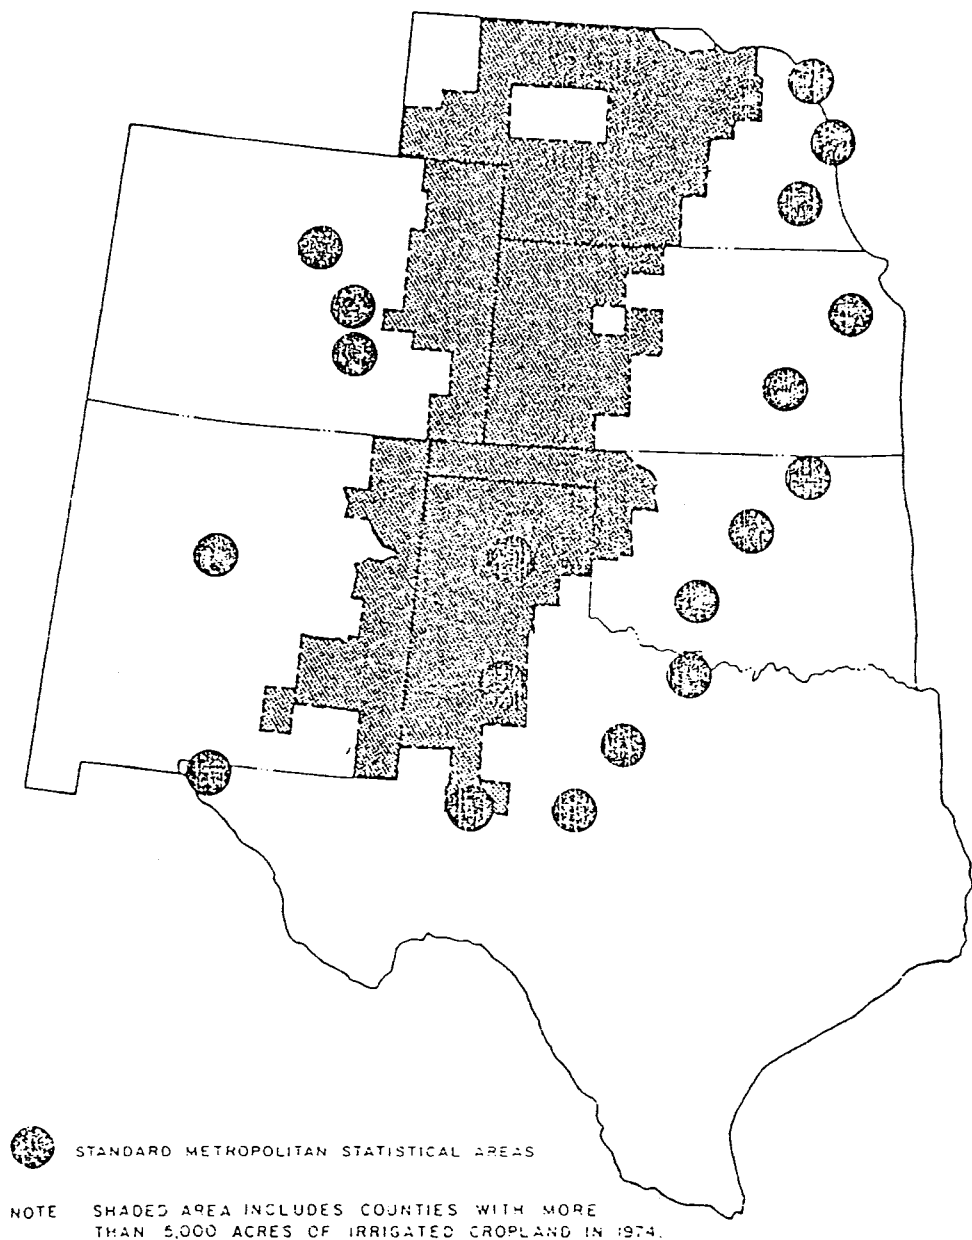 STANDARD METROPOLITAN STATISTICAL AREAS
NOTE SHADED AREA INCLUDES COUNTIES WITH MORE
THAN 5,000 ACRES OF IRRIGATED CROPLAND IN 1974.